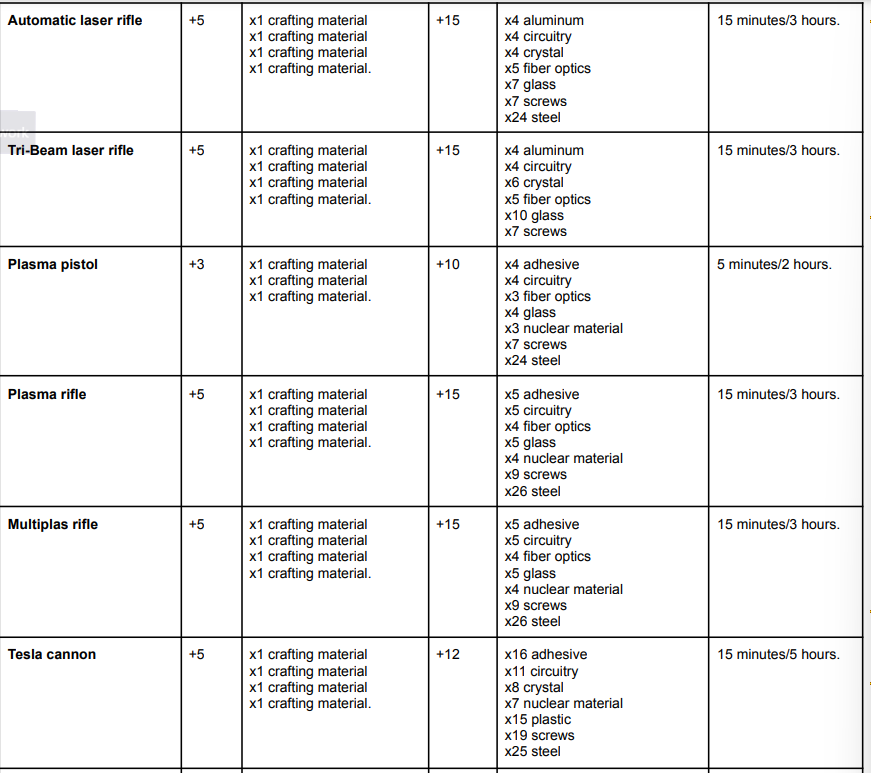 Automatic laser rifle +5 x1 crafting material +15 x4 aluminum 15 minutes/3 hours.
x1 crafting material x4 circuitry
x1 crafting material x4 crystal
x1 crafting material. x5 fiber optics
x7 glass
x7 screws
x24 steel
work
Tri-Beam laser rifle +5 x1 crafting material +15 x4 aluminum 15 minutes/3 hours.
x1 crafting material x4 circuitry
x1 crafting material x6 crystal
x1 crafting material. x5 fiber optics
x10 glass
x7 screws
Plasma pistol +3 x1 crafting material +10 x4 adhesive 5 minutes/2 hours.
x1 crafting material x4 circuitry
x1 crafting material. x3 fiber optics
x4 glass
x3 nuclear material
x7 screws
x24 steel
Plasma rifle +5 x1 crafting material +15 x5 adhesive 15 minutes/3 hours.
x1 crafting material x5 circuitry
x1 crafting material x4 fiber optics
x1 crafting material. x5 glass
x4 nuclear material
x9 screws
x26 steel
Multiplas rifle +5 x1 crafting material +15 x5 adhesive 15 minutes/3 hours.
x1 crafting material x5 circuitry
x1 crafting material x4 fiber optics
x1 crafting material. x5 glass
x4 nuclear material
x9 screws
x26 steel
Tesla cannon +5 x1 crafting material +12 x16 adhesive 15 minutes/5 hours.
x1 crafting material x11 circuitry
x1 crafting material x8 crystal
x1 crafting material. x7 nuclear material
x15 plastic
x19 screws
x25 steel